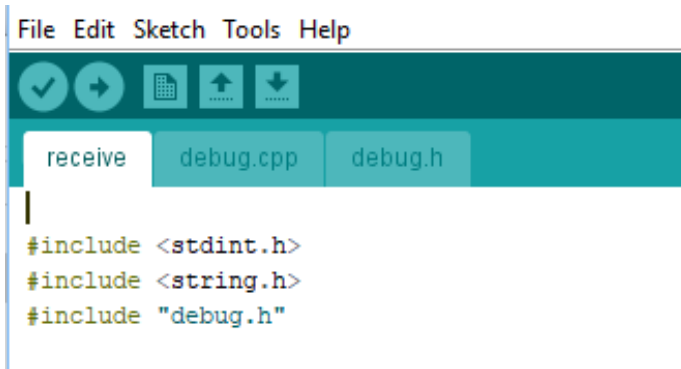 File Edit Sketch Tools Help
receive debug.cpp debug.h
#include <stdint.h>
#include <string.h>
#include "debug.h"